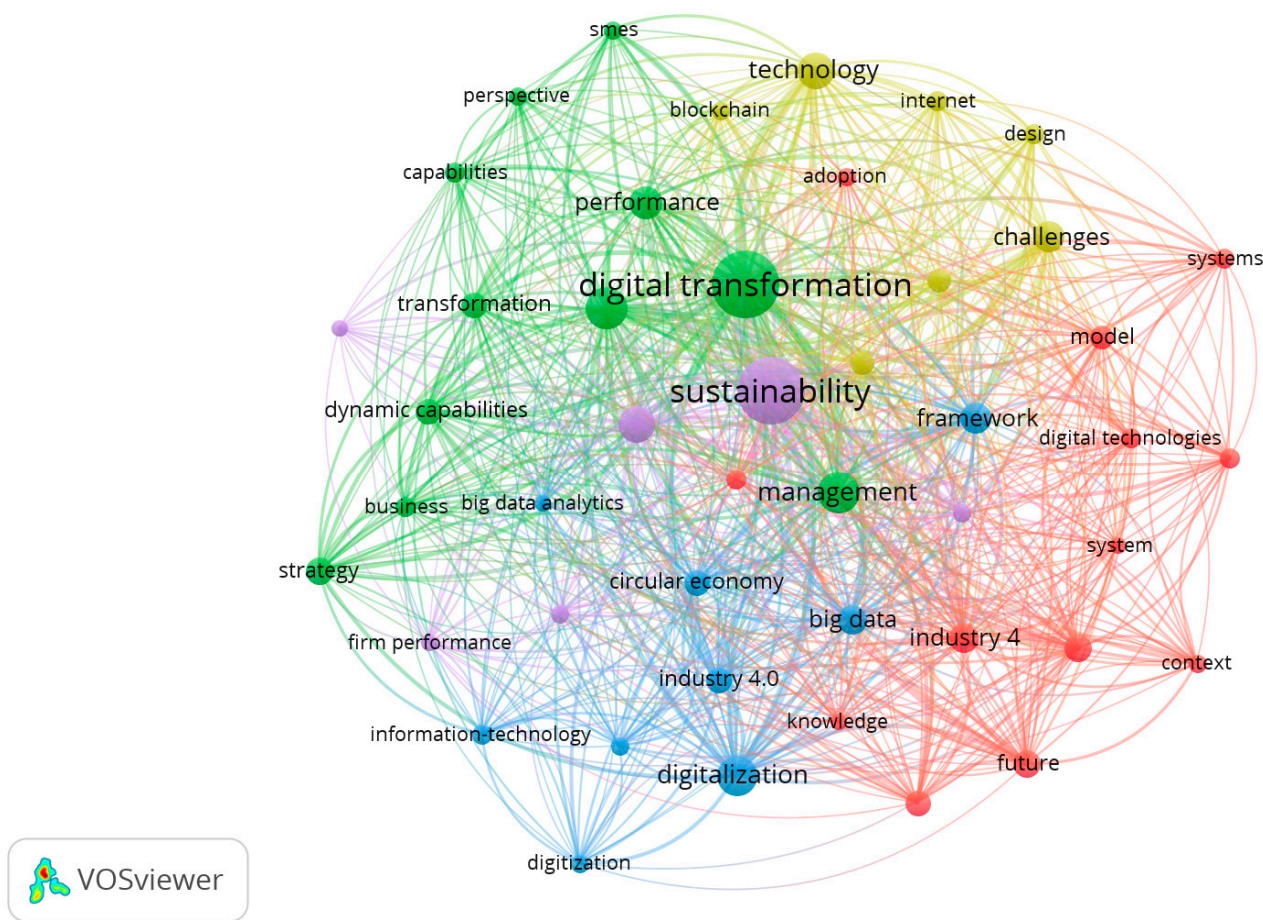 smes
technology
perspective
blockchain
internet
design
capabilities
adoption
performance
challenges
systems
digital transformation
transformation
model
sustainability
dynamic capabilities
framework
digital technologies
management
business
big data analytics
system
strategy
circular economy
big data
firm performance
industry 4
context
industry 4.0
knowledge
information-technology
future
digitalization
digitization
VOSviewer